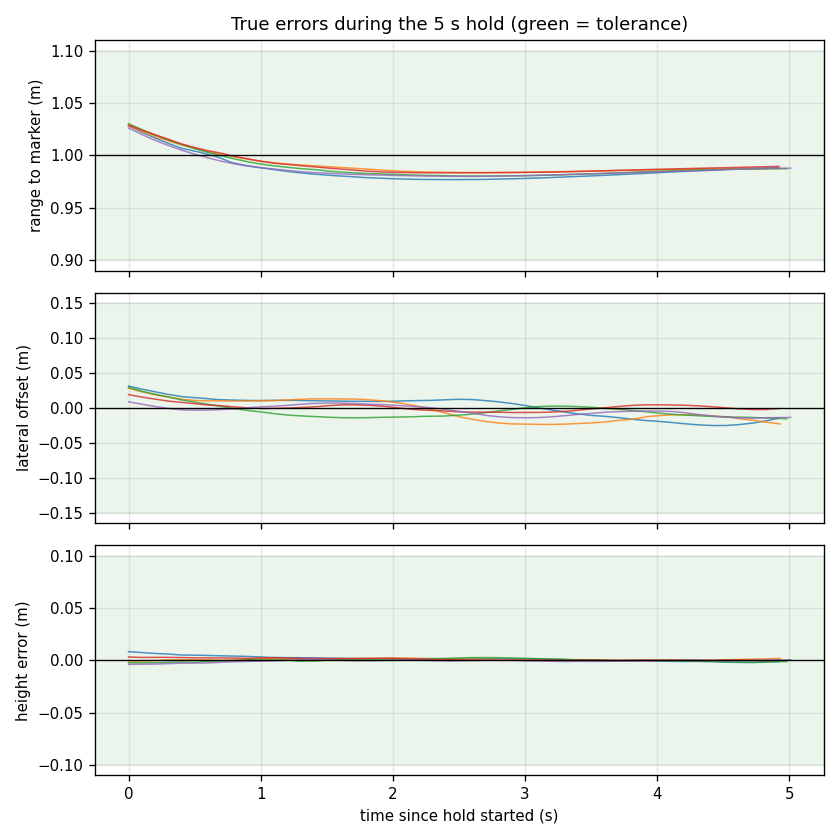 True errors during the 5 s hold (green = tolerance)
range to marker (m)
1.10
1.05
1.00
0.95
0.90
lateral offset (m)
0.15
0.10
0.05
0.00
−0.05
−0.10
−0.15
height error (m)
0.10
0.05
0.00
−0.05
−0.10
0 1 2 3 4 5
time since hold started (s)